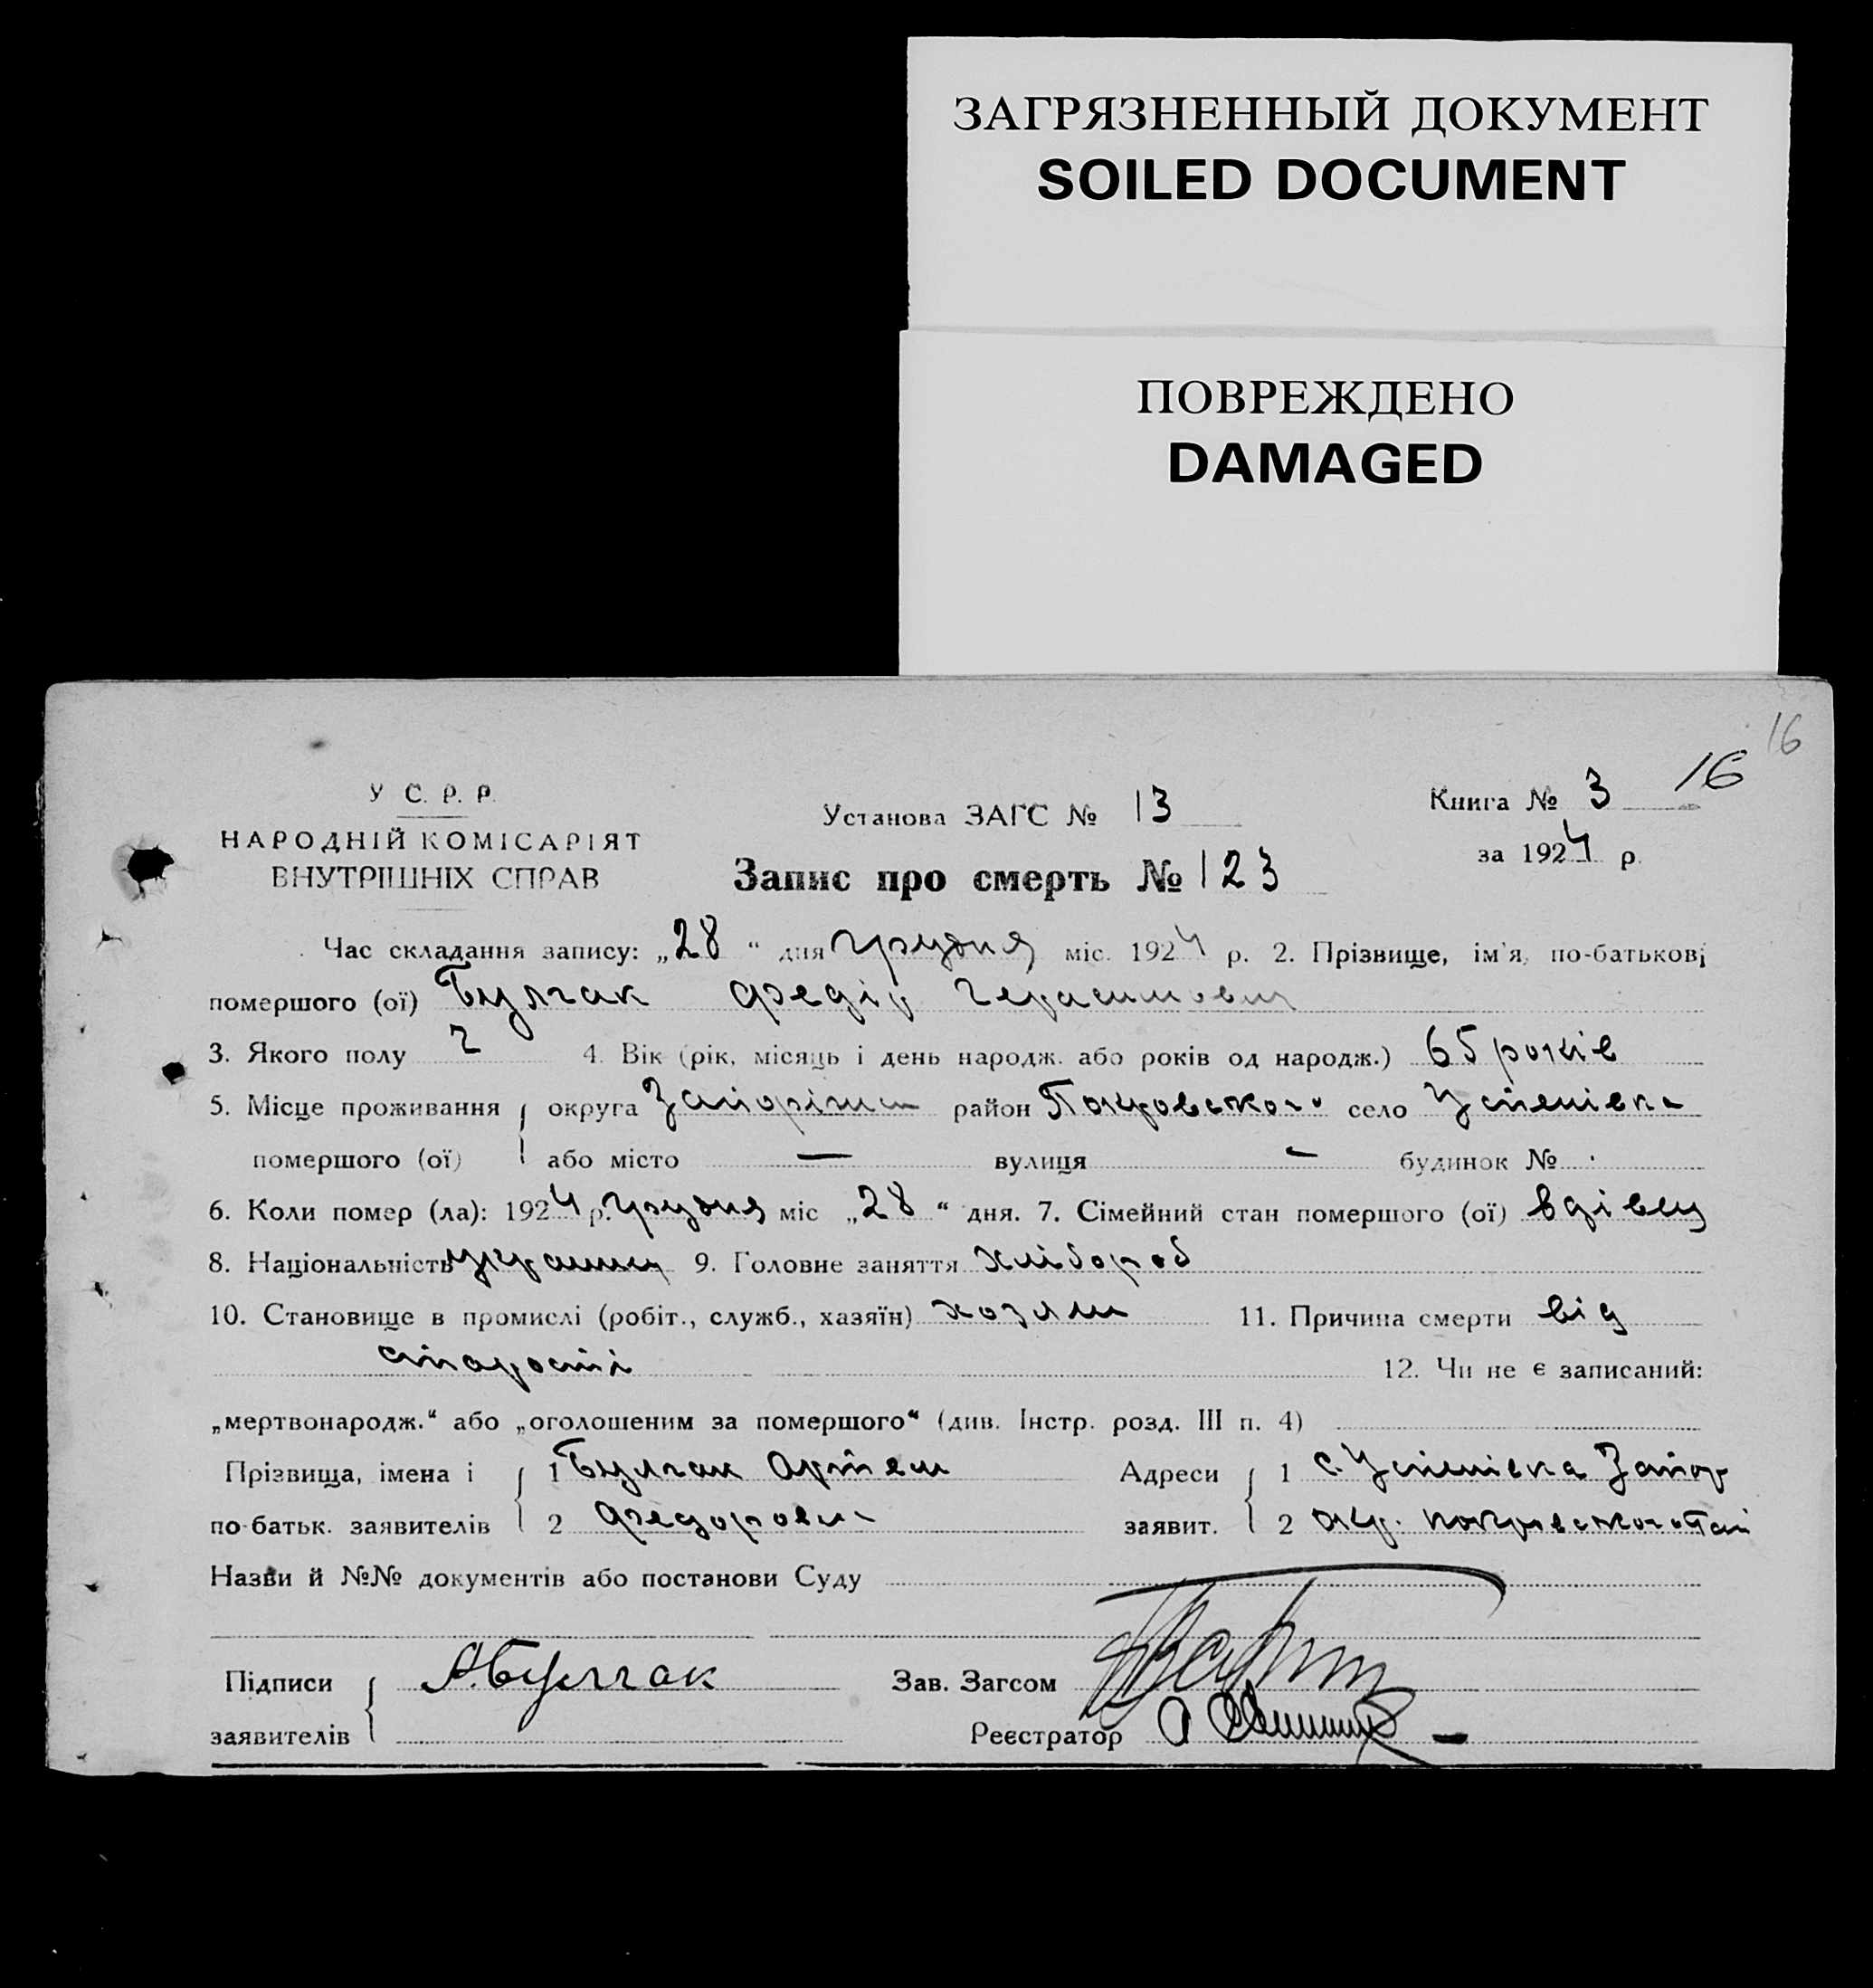 ЗАГРЯЗНЕННЫЙ ДОКУМЕНТ
SOILED DOCUMENT
ПОВРЕЖДЕНО
DAMAGED
16
16
У С. Р. Р.
НАРОДНІЙ КОМІСАРІЯТ
ВНУТРІШНІХ СПРАВ
Установа ЗАГС № 13
Запис про смерть № 123
Книга № 3
за 1924 р.
Час складання запису: „28“ дня грудня міс. 1924 р. 2. Прізвище, ім'я, по-батькові
помершого (ої) Булгак Федір Герасимович
3. Якого полу ч 4. Вік (рік, місяць і день народж. або років од народж.) 65 років
5. Місце проживання округа район Покровського село Успенівка
помершого (ої) або місто — вулиця — будинок №
6. Коли помер (ла): 1924 р. грудня міс „28“ дня. 7. Сімейний стан помершого (ої) вдівец
8. Національність українец 9. Головне заняття хлібороб
10. Становище в промислі (робіт., служб., хазяїн) хозяин 11. Причина смерти від
старости 12. Чи не є записаний:
„мертвонародж.“ або „оголошеним за помершого“ (див. Інстр. розд. III п. 4)
Прізвища, імена і 1 Булгак Артем Адреси 1 с. Успенівка Запор
по-батьк. заявителів 2 Федорович заявит. 2 окр.
Назви й №№ документів або постанови Суду
Підписи А. Булгак Зав. Загсом
заявителів Реєстратор